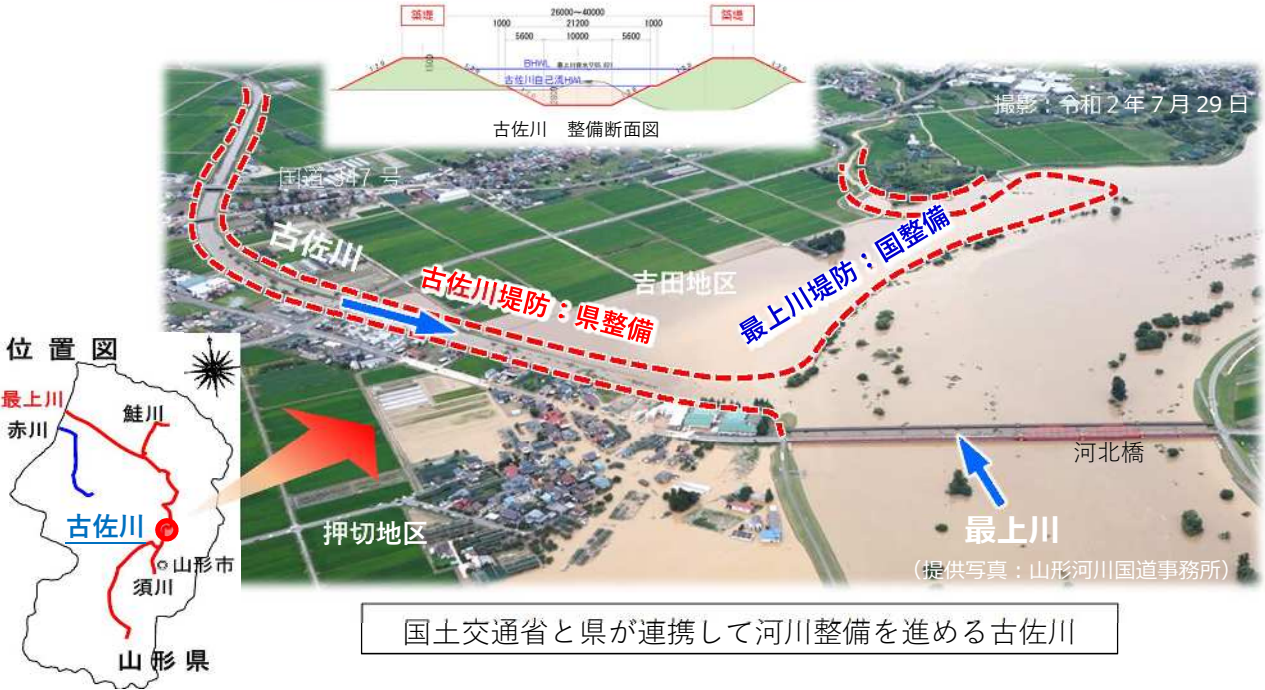 築堤
26000～40000
築堤
1000
21200
1000
5600
10000
5600
1500
BHWL
古佐川自己流HWL
古佐川　整備断面図
撮影：令和2年7月29日
国道 347 号
古佐川
古佐川堤防：県整備
吉田地区
最上川堤防：国整備
河北橋
最上川
（提供写真：山形河川国道事務所）
押切地区
位置図
最上川
赤川
鮭川
古佐川
山形市
須川
山形県
国土交通省と県が連携して河川整備を進める古佐川